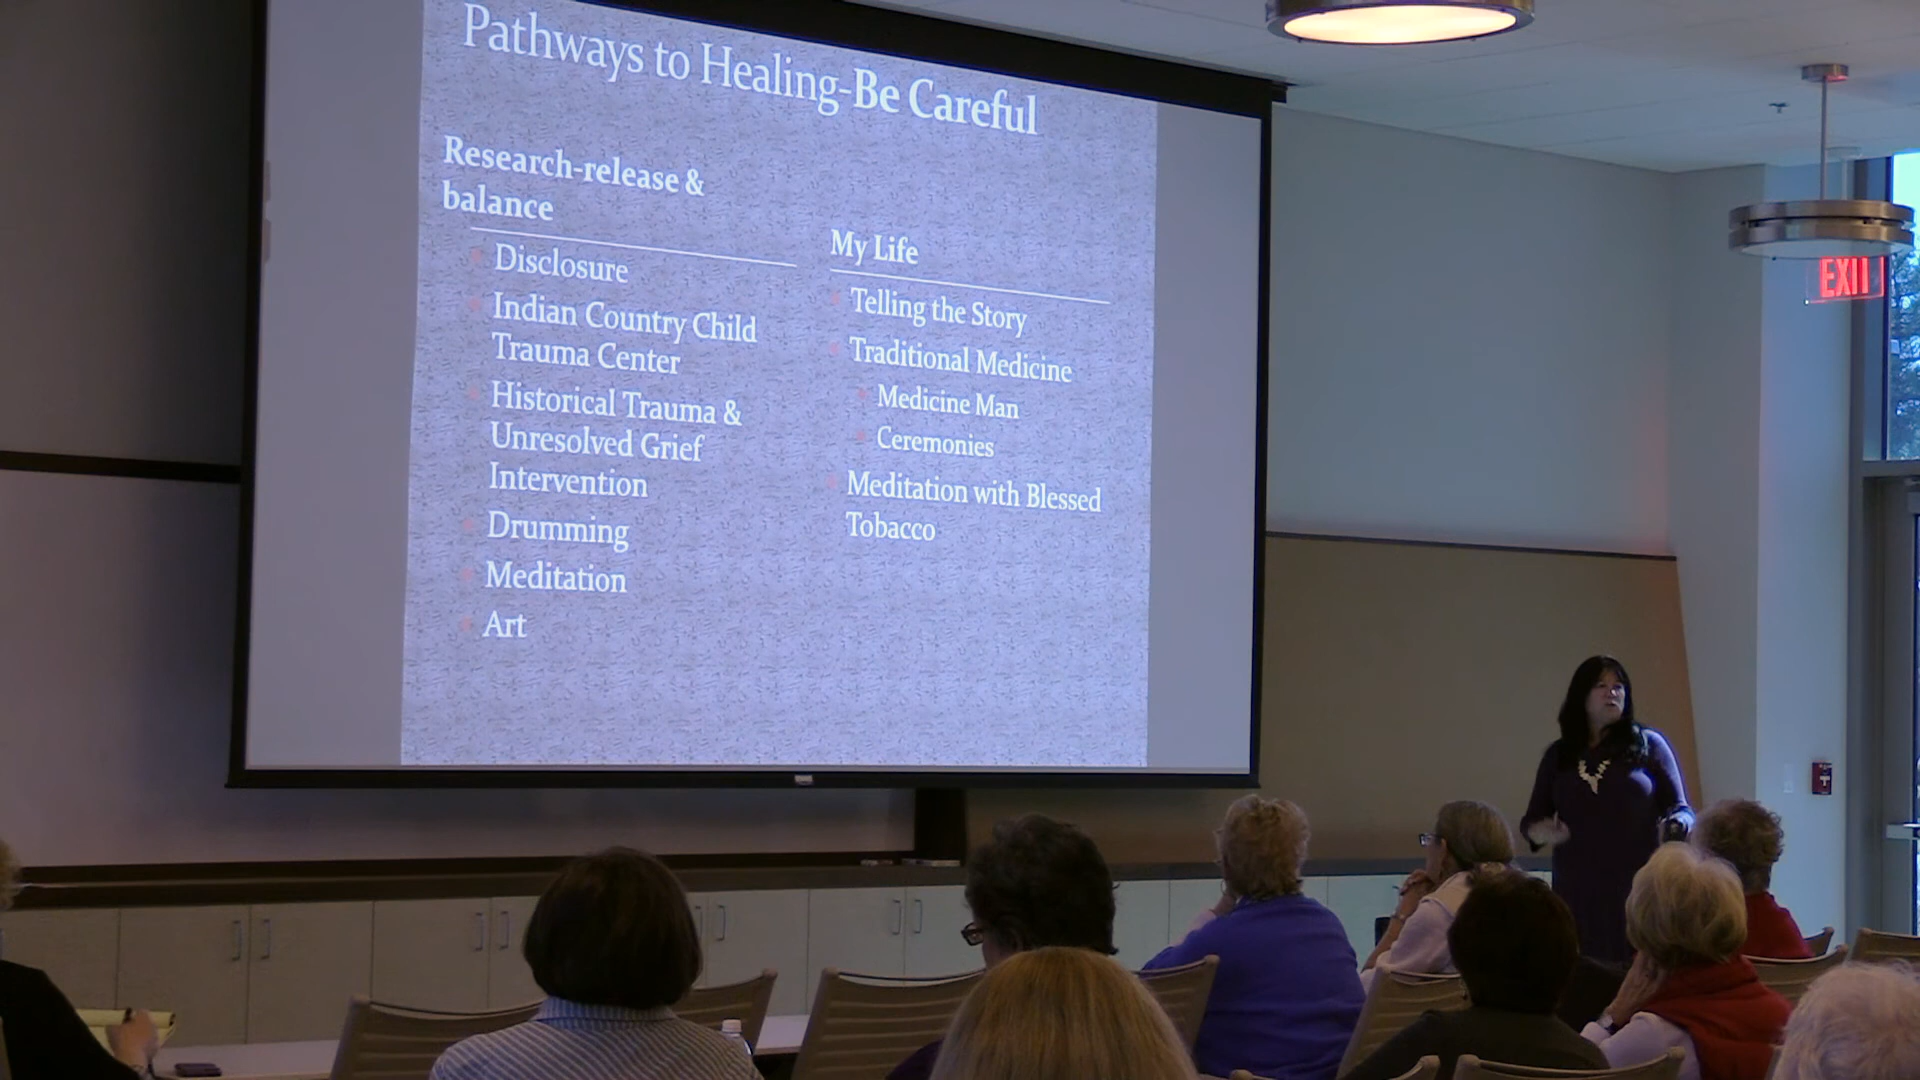 Pathways to Healing-Be Careful
Research-release &
balance
Disclosure
Indian Country Child
Trauma Center
Historical Trauma &
Unresolved Grief
Intervention
Drumming
Meditation
Art
My Life
Telling the Story
Traditional Medicine
Medicine Man
Ceremonies
Meditation with Blessed
Tobacco
EXIT